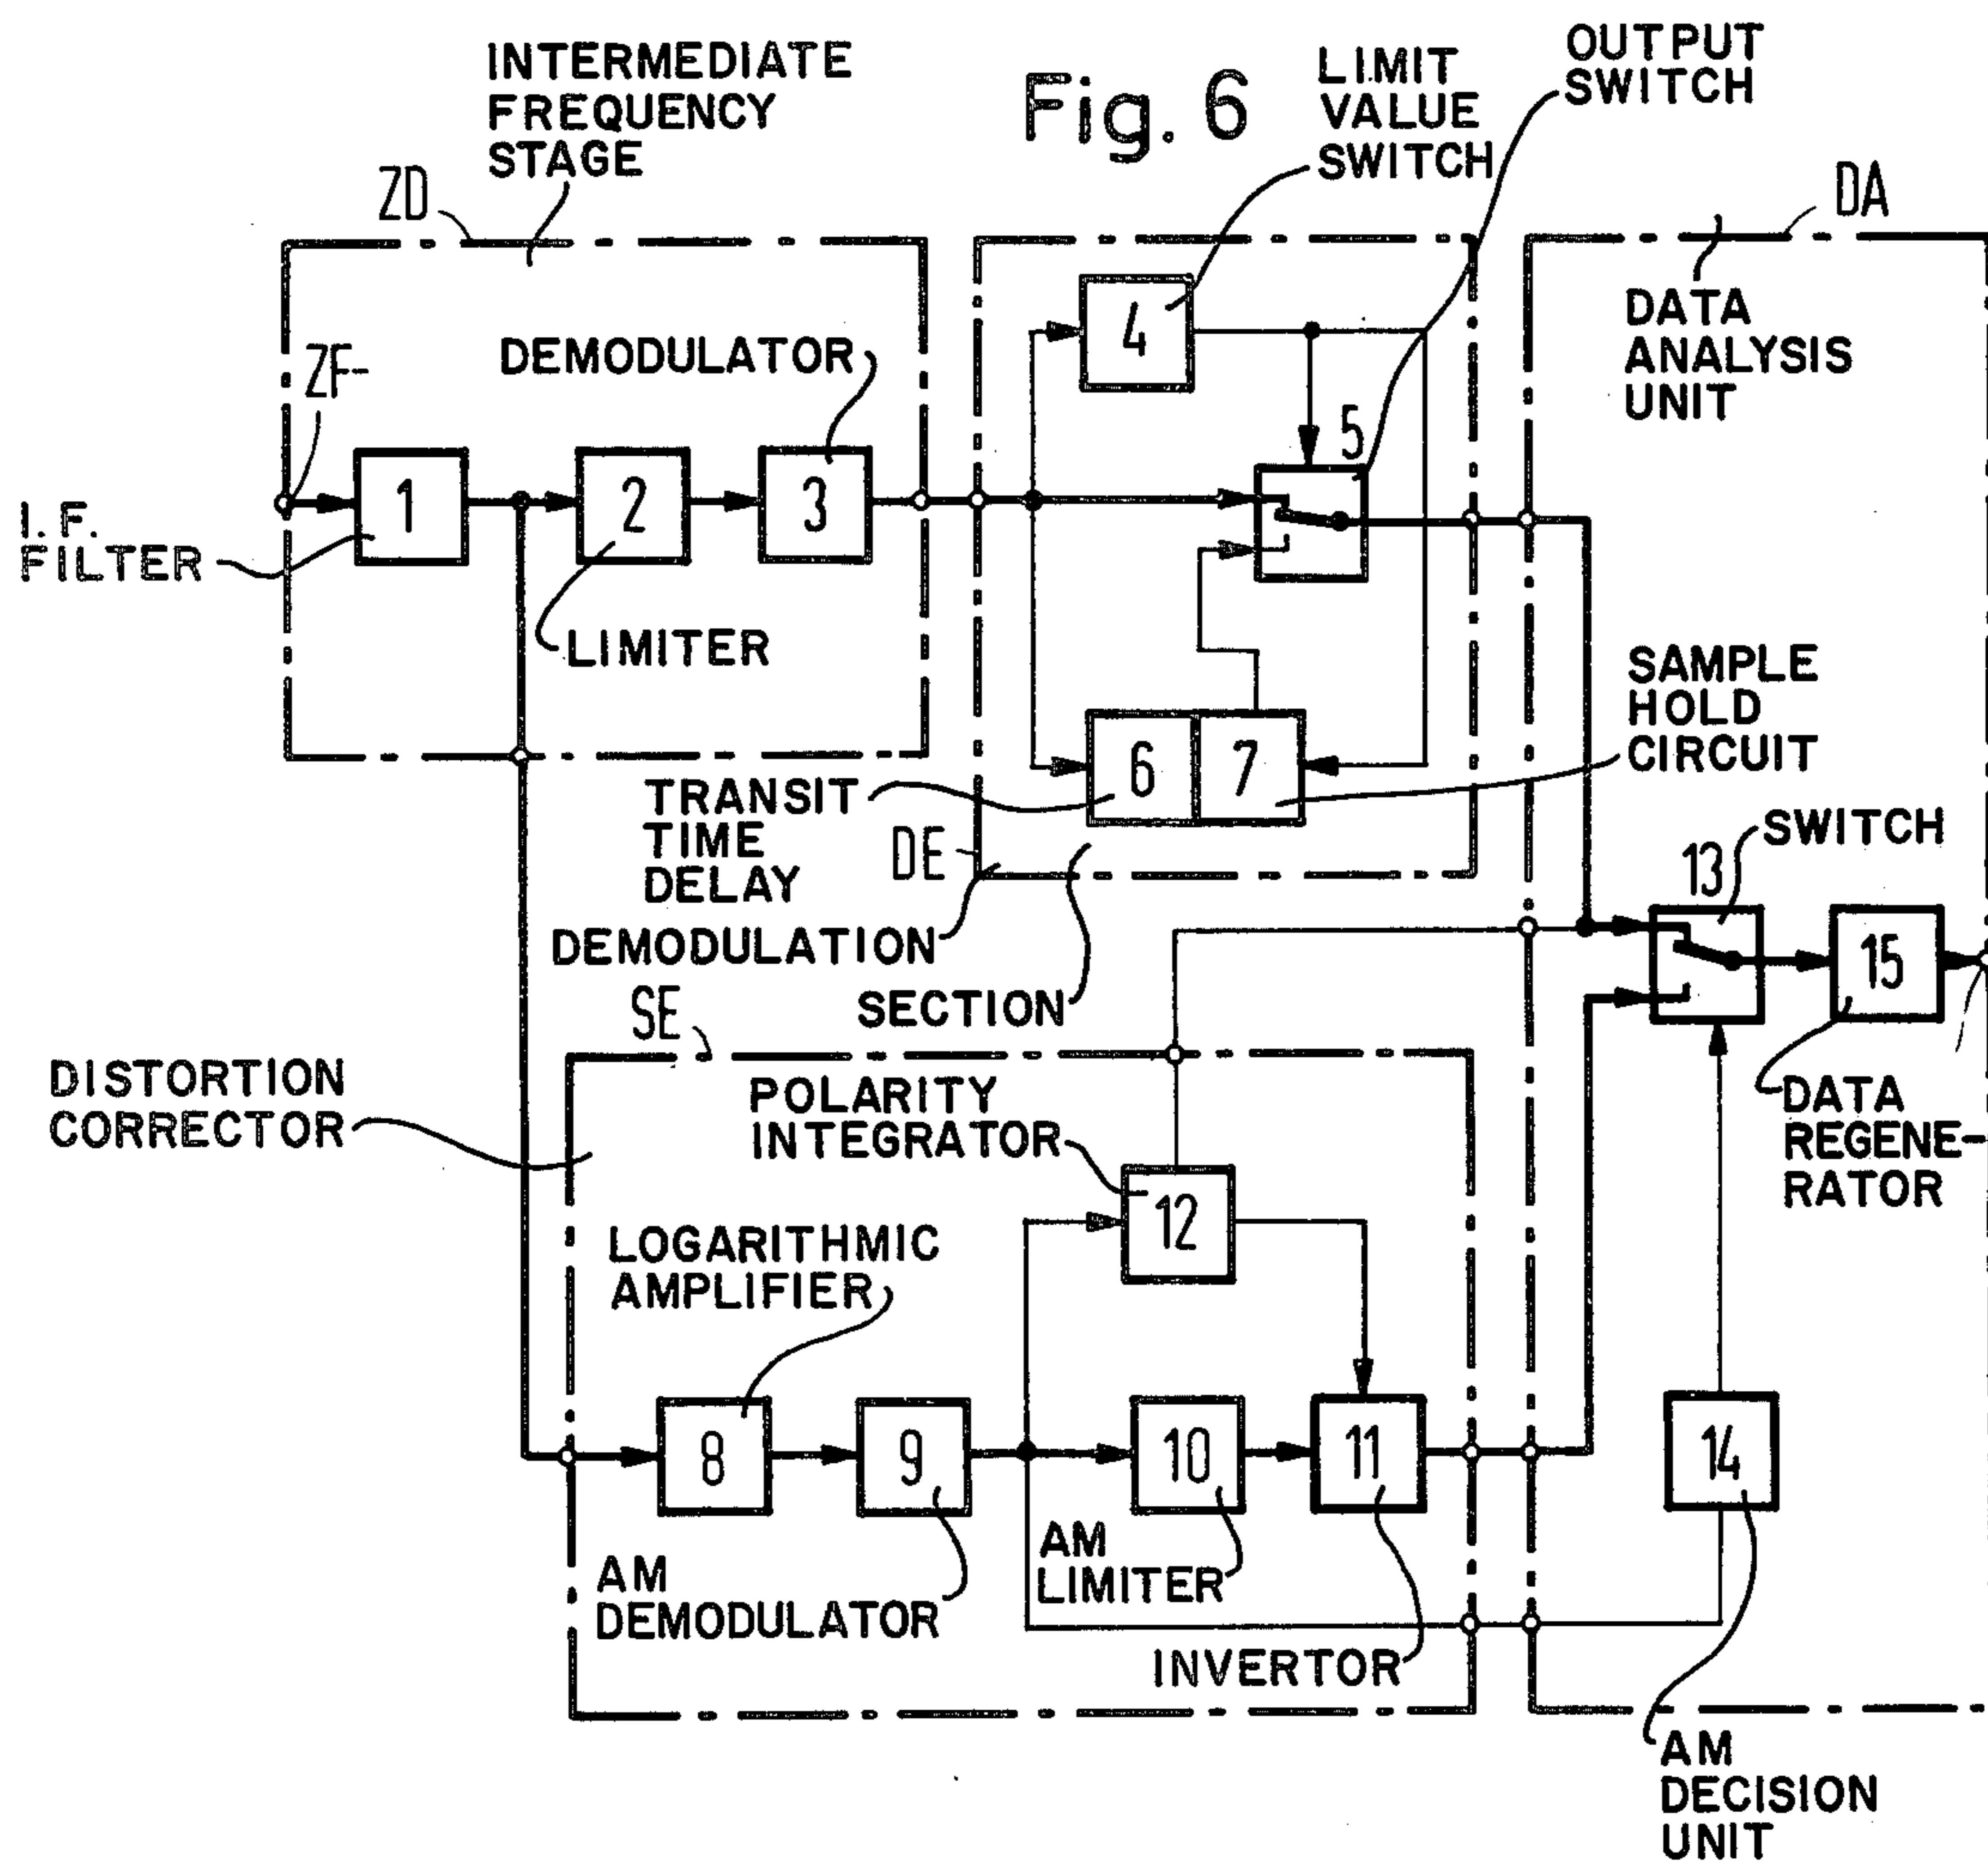 Fig. 6
INTERMEDIATE
FREQUENCY
STAGE
ZD
LIMIT
VALUE
SWITCH
OUTPUT
SWITCH
DA
DATA
ANALYSIS
UNIT
ZF-
DEMODULATOR
I. F.
FILTER
1
2
3
LIMITER
4
5
6
7
SAMPLE
HOLD
CIRCUIT
TRANSIT
TIME
DELAY
DE
DEMODULATION
SECTION
13
SWITCH
15
DATA
REGENE-
RATOR
SE
DISTORTION
CORRECTOR
POLARITY
INTEGRATOR
12
LOGARITHMIC
AMPLIFIER
8
9
10
11
14
AM
DEMODULATOR
AM
LIMITER
INVERTOR
AM
DECISION
UNIT